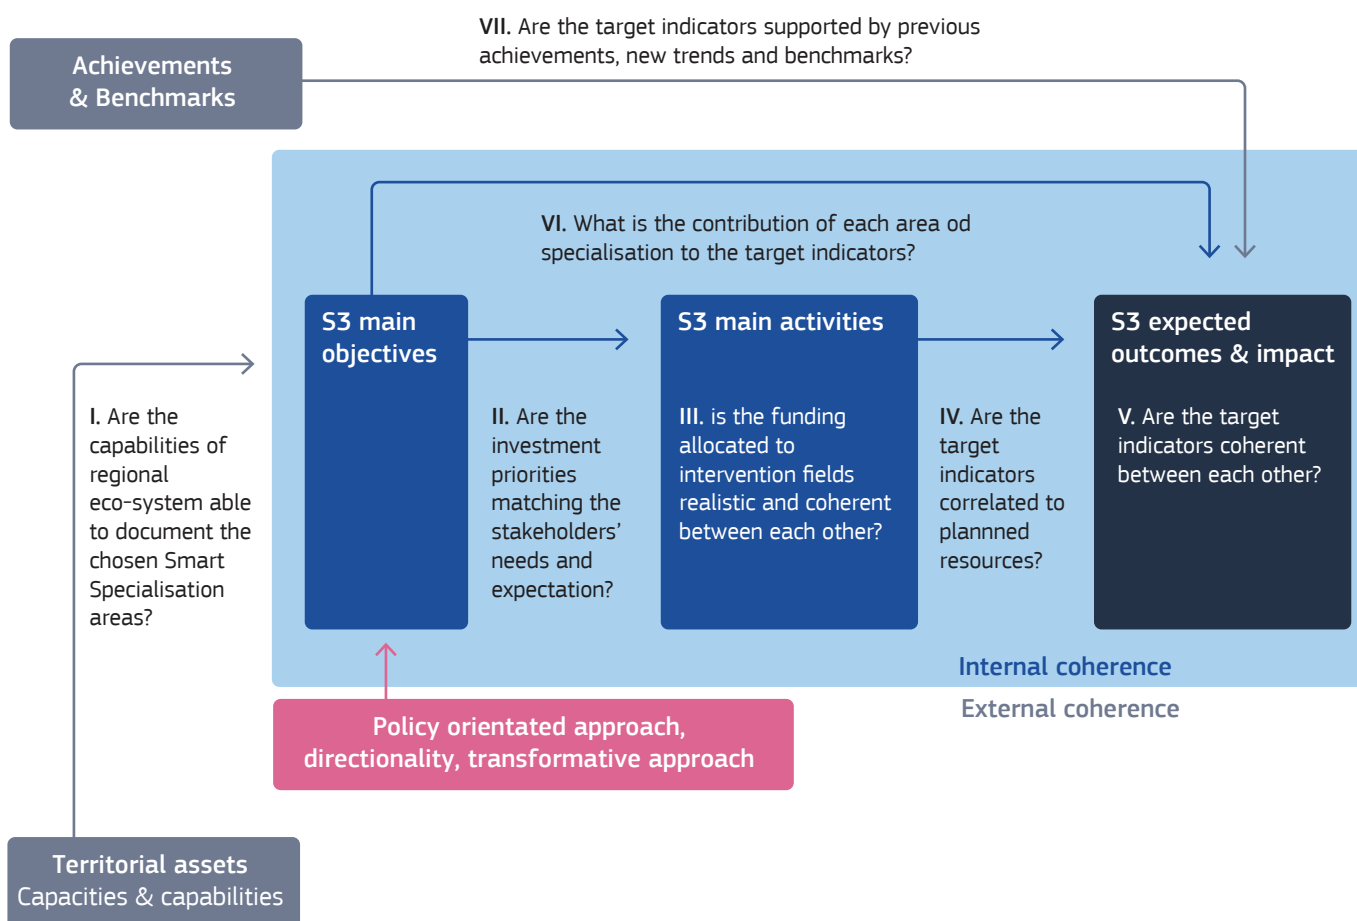 VII. Are the target indicators supported by previous
achievements, new trends and benchmarks?
Achievements
& Benchmarks
VI. What is the contribution of each area od
specialisation to the target indicators?
S3 main
objectives
S3 main activities
S3 expected
outcomes & impact
I. Are the
capabilities of
regional
eco-system able
to document the
chosen Smart
Specialisation
areas?
II. Are the
investment
priorities
matching the
stakeholders’
needs and
expectation?
III. is the funding
allocated to
intervention fields
realistic and coherent
between each other?
IV. Are the
target
indicators
correlated to
plannned
resources?
V. Are the target
indicators coherent
between each other?
Internal coherence
External coherence
Policy orientated approach,
directionality, transformative approach
Territorial assets
Capacities & capabilities